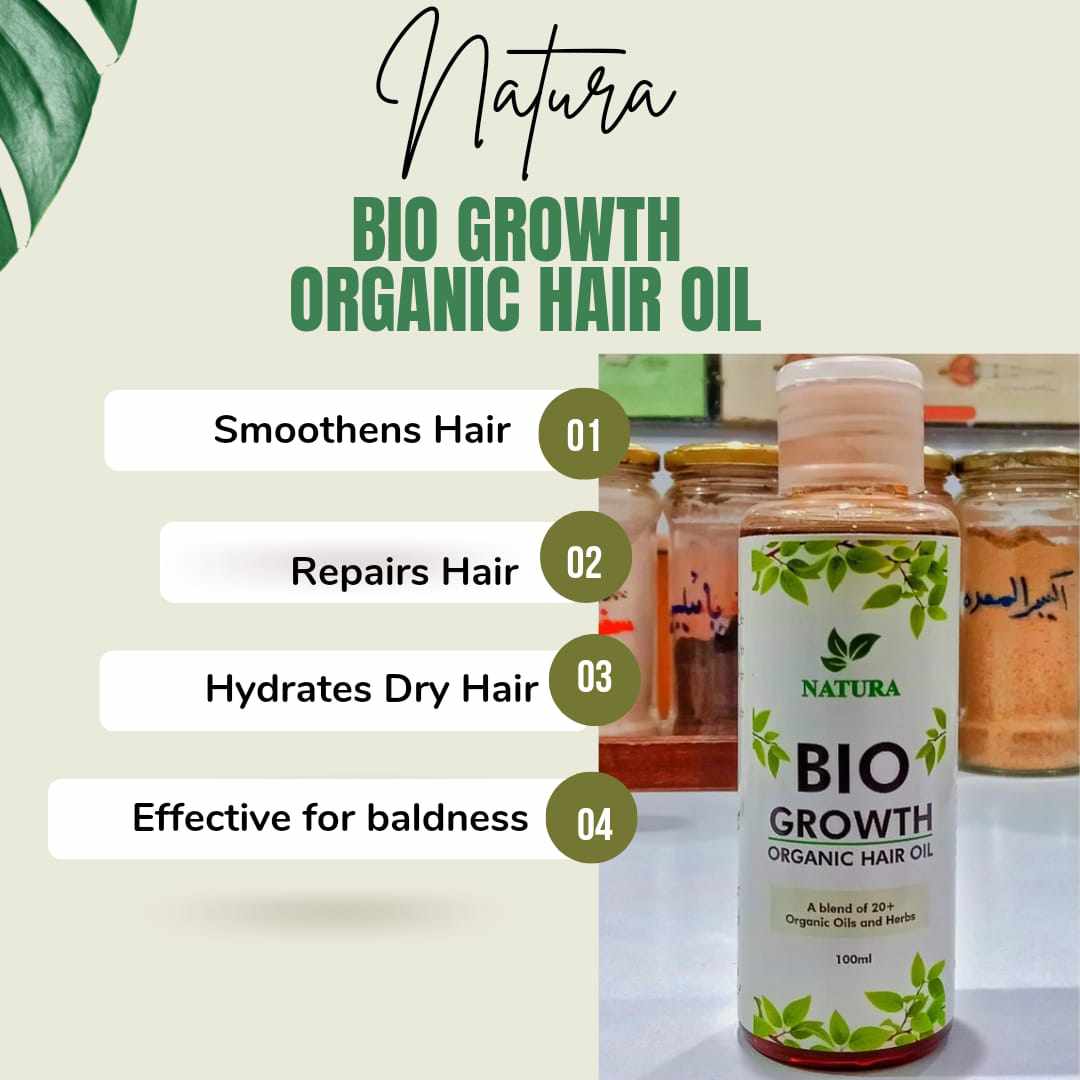 Natura
BIO GROWTH
ORGANIC HAIR OIL
Smoothens Hair
01
Repairs Hair
02
Hydrates Dry Hair
03
Effective for baldness
04
اکسیرالمعدہ
NATURA
BIO
GROWTH
ORGANIC HAIR OIL
A blend of 20+
Organic Oils and Herbs
100ml